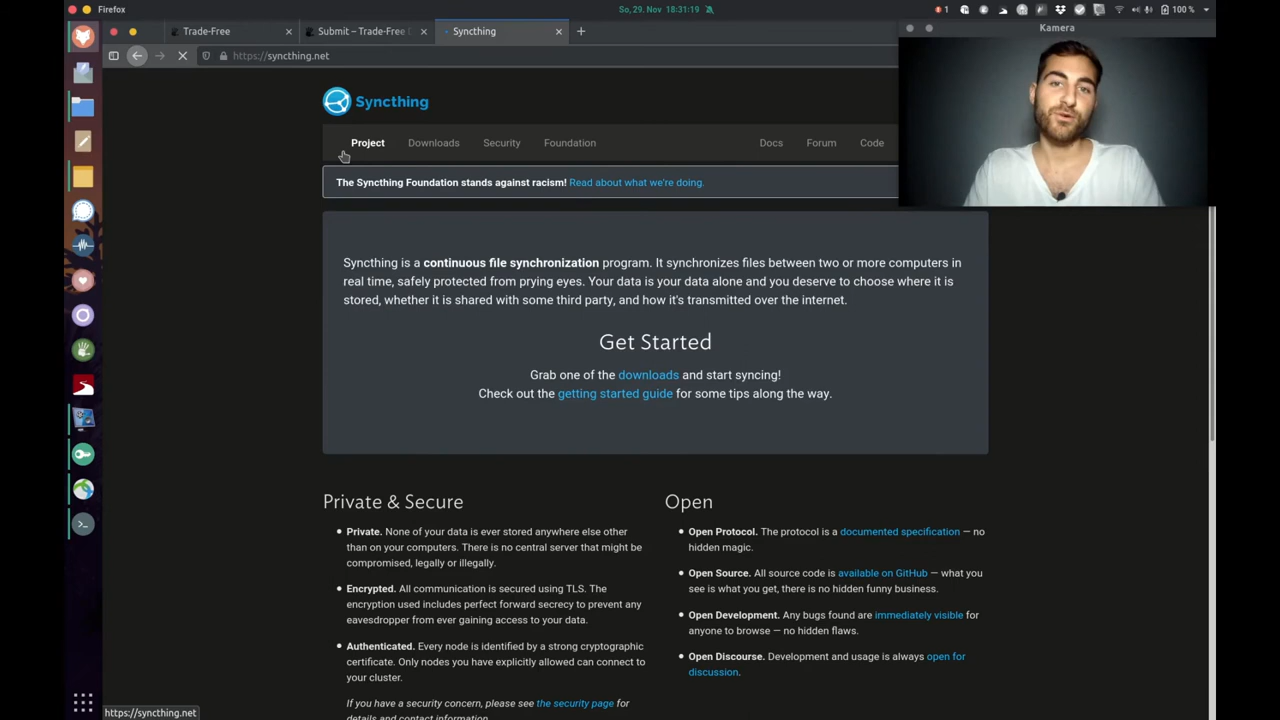 Firefox
So, 29. Nov 18:31:19
1
100 %
Trade-Free
Submit – Trade-Free D
Syncthing
https://syncthing.net
Kamera
Syncthing
Project
Downloads
Security
Foundation
Docs
Forum
Code
The Syncthing Foundation stands against racism! Read about what we're doing.
Syncthing is a continuous file synchronization program. It synchronizes files between two or more computers in
real time, safely protected from prying eyes. Your data is your data alone and you deserve to choose where it is
stored, whether it is shared with some third party, and how it's transmitted over the internet.
Get Started
Grab one of the downloads and start syncing!
Check out the getting started guide for some tips along the way.
Private & Secure
Private. None of your data is ever stored anywhere else other
than on your computers. There is no central server that might be
compromised, legally or illegally.
Encrypted. All communication is secured using TLS. The
encryption used includes perfect forward secrecy to prevent any
eavesdropper from ever gaining access to your data.
Authenticated. Every node is identified by a strong cryptographic
certificate. Only nodes you have explicitly allowed can connect to
your cluster.
If you have a security concern, please see the security page for
details and contact information.
Open
Open Protocol. The protocol is a documented specification — no
hidden magic.
Open Source. All source code is available on GitHub — what you
see is what you get, there is no hidden funny business.
Open Development. Any bugs found are immediately visible for
anyone to browse — no hidden flaws.
Open Discourse. Development and usage is always open for
discussion.
https://syncthing.net